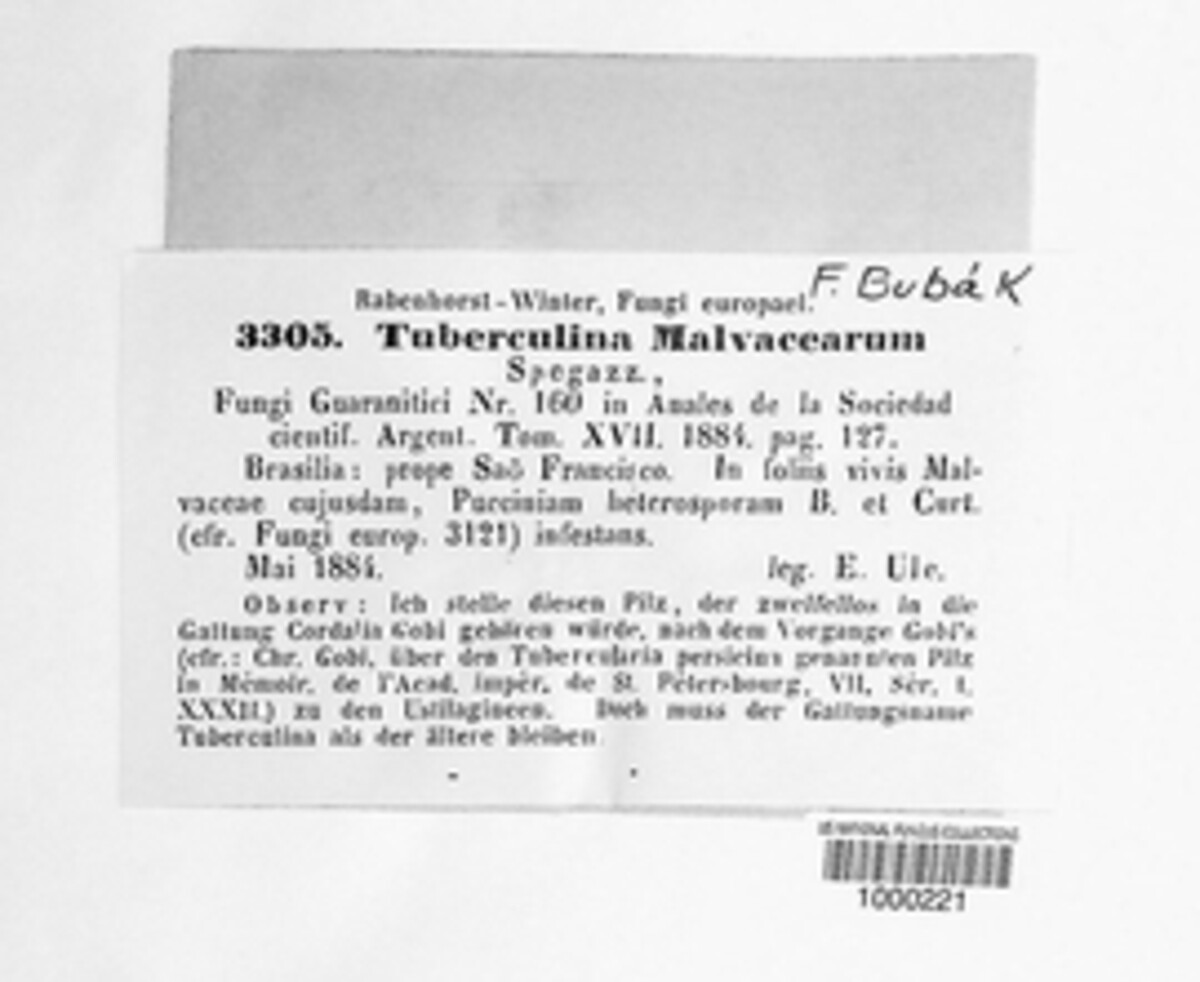 F. Bubák
Rabenhorst-Winter, Fungi europaei.
3305. Tuberculina Malvacearum
Spegazz.,
Fungi Guaranitici Nr. 160 in Anales de la Sociedad
cientif. Argent. Tom. XVII. 1884. pag. 127.
Brasilia: prope Saō Francisco. In foliis vivis Mal-
vaceae cujusdam, Pucciniam heterosporam B. et Curt.
(cfr. Fungi europ. 3121) infestans.
Mai 1884. leg. E. Ule.
Observ: Ich stelle diesen Pilz, der zweifellos in die
Gattung Cordalia Gobi gehören würde, nach dem Vorgange Gobi's
(cfr.: Chr. Gobi, über den Tubercularia persicina genannten Pilz
in Mémoir. de l'Acad. impér. de St. Pétersbourg, VII. Sér. t.
XXXII.) zu den Ustilagineen. Doch muss der Gattungsname
Tuberculina als der ältere bleiben.
US NATIONAL FUNGUS COLLECTIONS
1000221